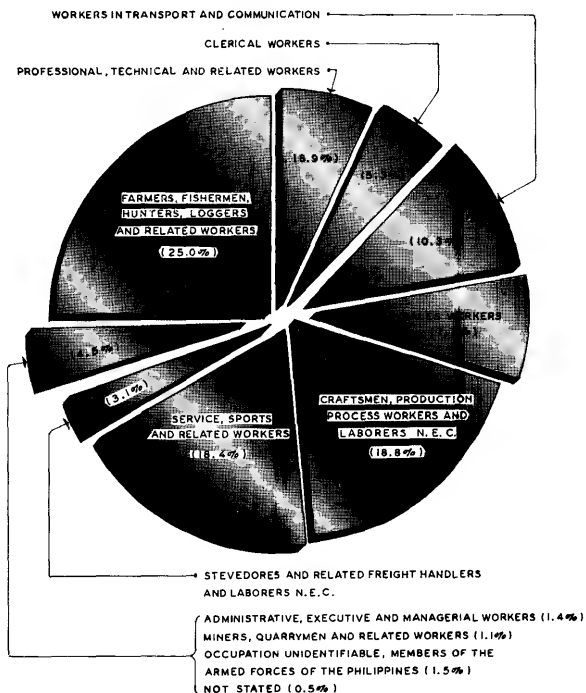 WORKERS IN TRANSPORT AND COMMUNICATION
CLERICAL WORKERS
PROFESSIONAL, TECHNICAL AND RELATED WORKERS
(6.9%)
(10.3%)
FARMERS, FISHERMEN,
HUNTERS, LOGGERS
AND RELATED WORKERS
(25.0%)
WORKERS
(4.5%)
(3.1%)
SERVICE, SPORTS
AND RELATED WORKERS
(18.4%)
CRAFTSMEN, PRODUCTION
PROCESS WORKERS AND
LABORERS N.E.C.
(18.8%)
STEVEDORES AND RELATED FREIGHT HANDLERS
AND LABORERS N.E.C.
ADMINISTRATIVE, EXECUTIVE AND MANAGERIAL WORKERS (1.4%)
MINERS, QUARRYMEN AND RELATED WORKERS (1.1%)
OCCUPATION UNIDENTIFIABLE, MEMBERS OF THE
ARMED FORCES OF THE PHILIPPINES (1.5%)
NOT STATED (0.5%)